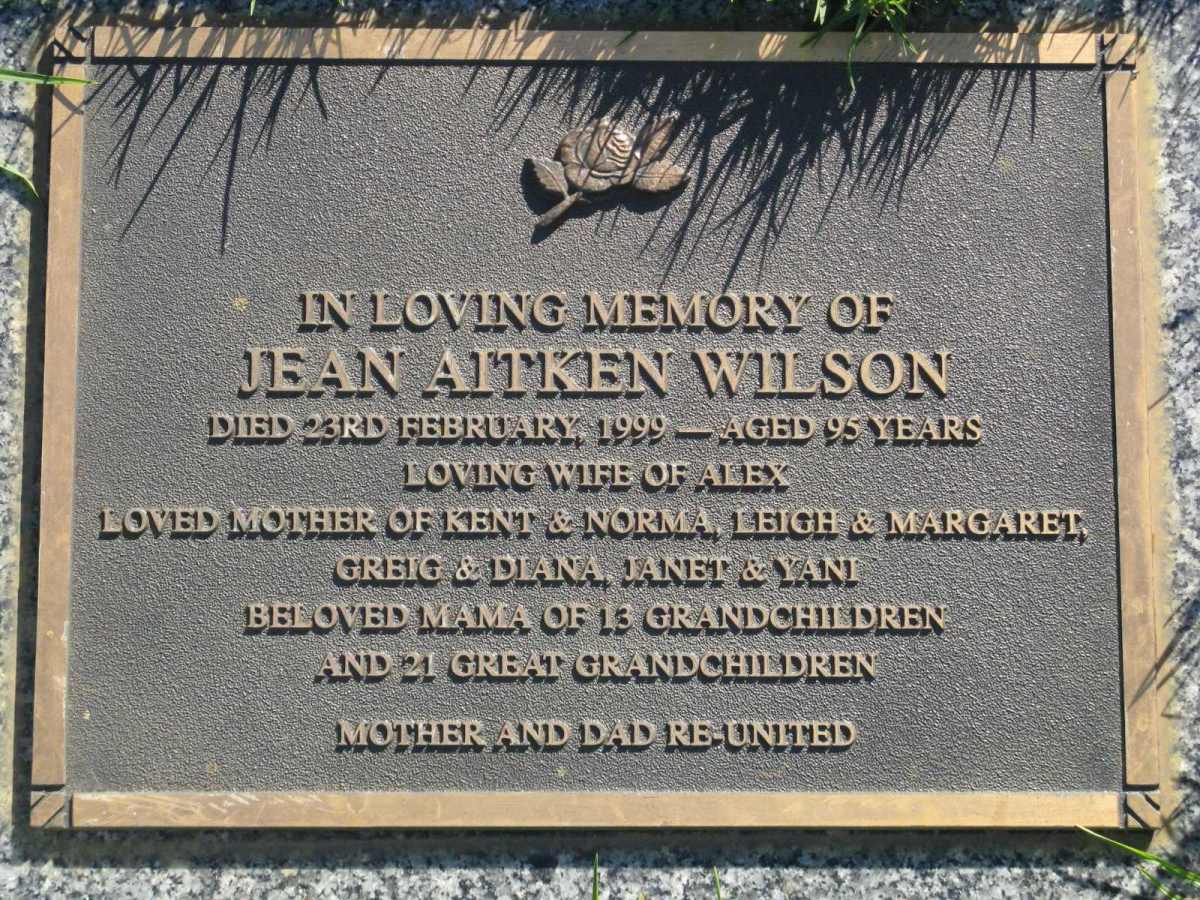 IN LOVING MEMORY OF
JEAN AITKEN WILSON
DIED 23RD FEBRUARY, 1999 — AGED 95 YEARS
LOVING WIFE OF ALEX
LOVED MOTHER OF KENT & NORMA, LEIGH & MARGARET,
GREIG & DIANA, JANET & YANI
BELOVED MAMA OF 13 GRANDCHILDREN
AND 21 GREAT GRANDCHILDREN
MOTHER AND DAD RE-UNITED